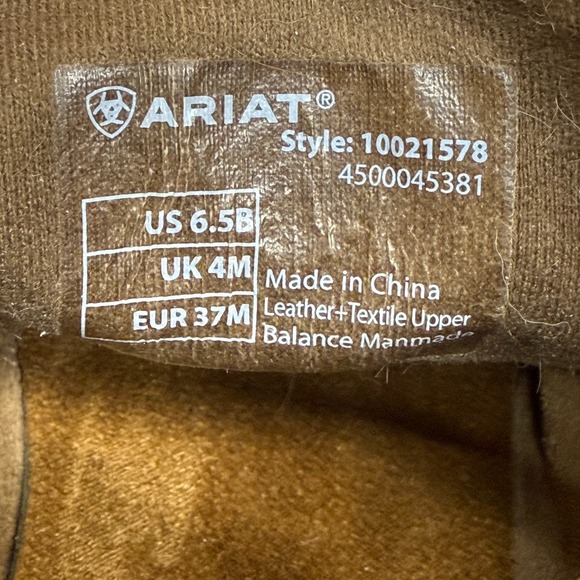 ARIAT®
Style: 10021578
4500045381
US 6.5B
UK 4M
EUR 37M
Made in China
Leather+Textile Upper
Balance Manmade